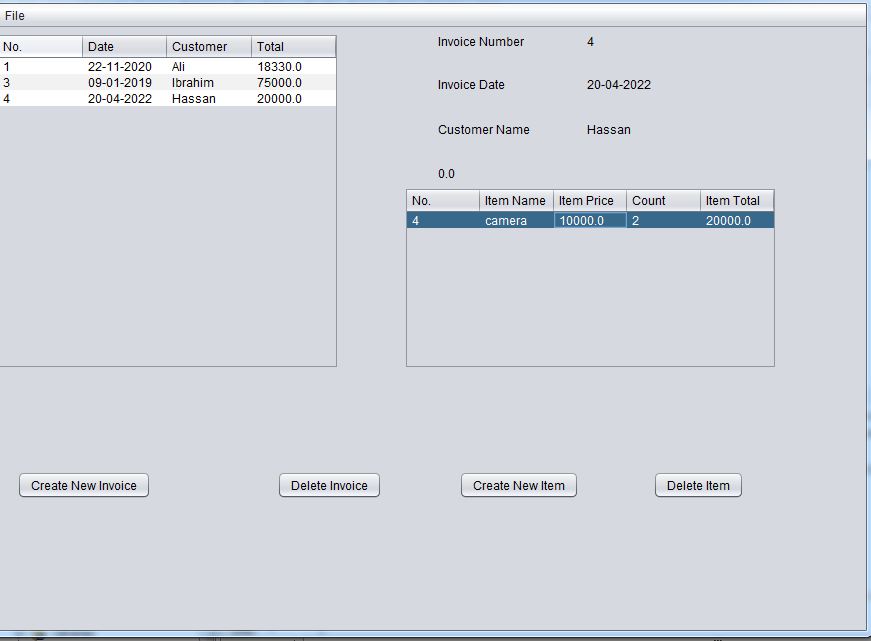 File
No. Date Customer Total
1 22-11-2020 Ali 18330.0
3 09-01-2019 Ibrahim 75000.0
4 20-04-2022 Hassan 20000.0
Invoice Number 4
Invoice Date 20-04-2022
Customer Name Hassan
0.0
No. Item Name Item Price Count Item Total
4 camera 10000.0 2 20000.0
Create New Invoice Delete Invoice Create New Item Delete Item